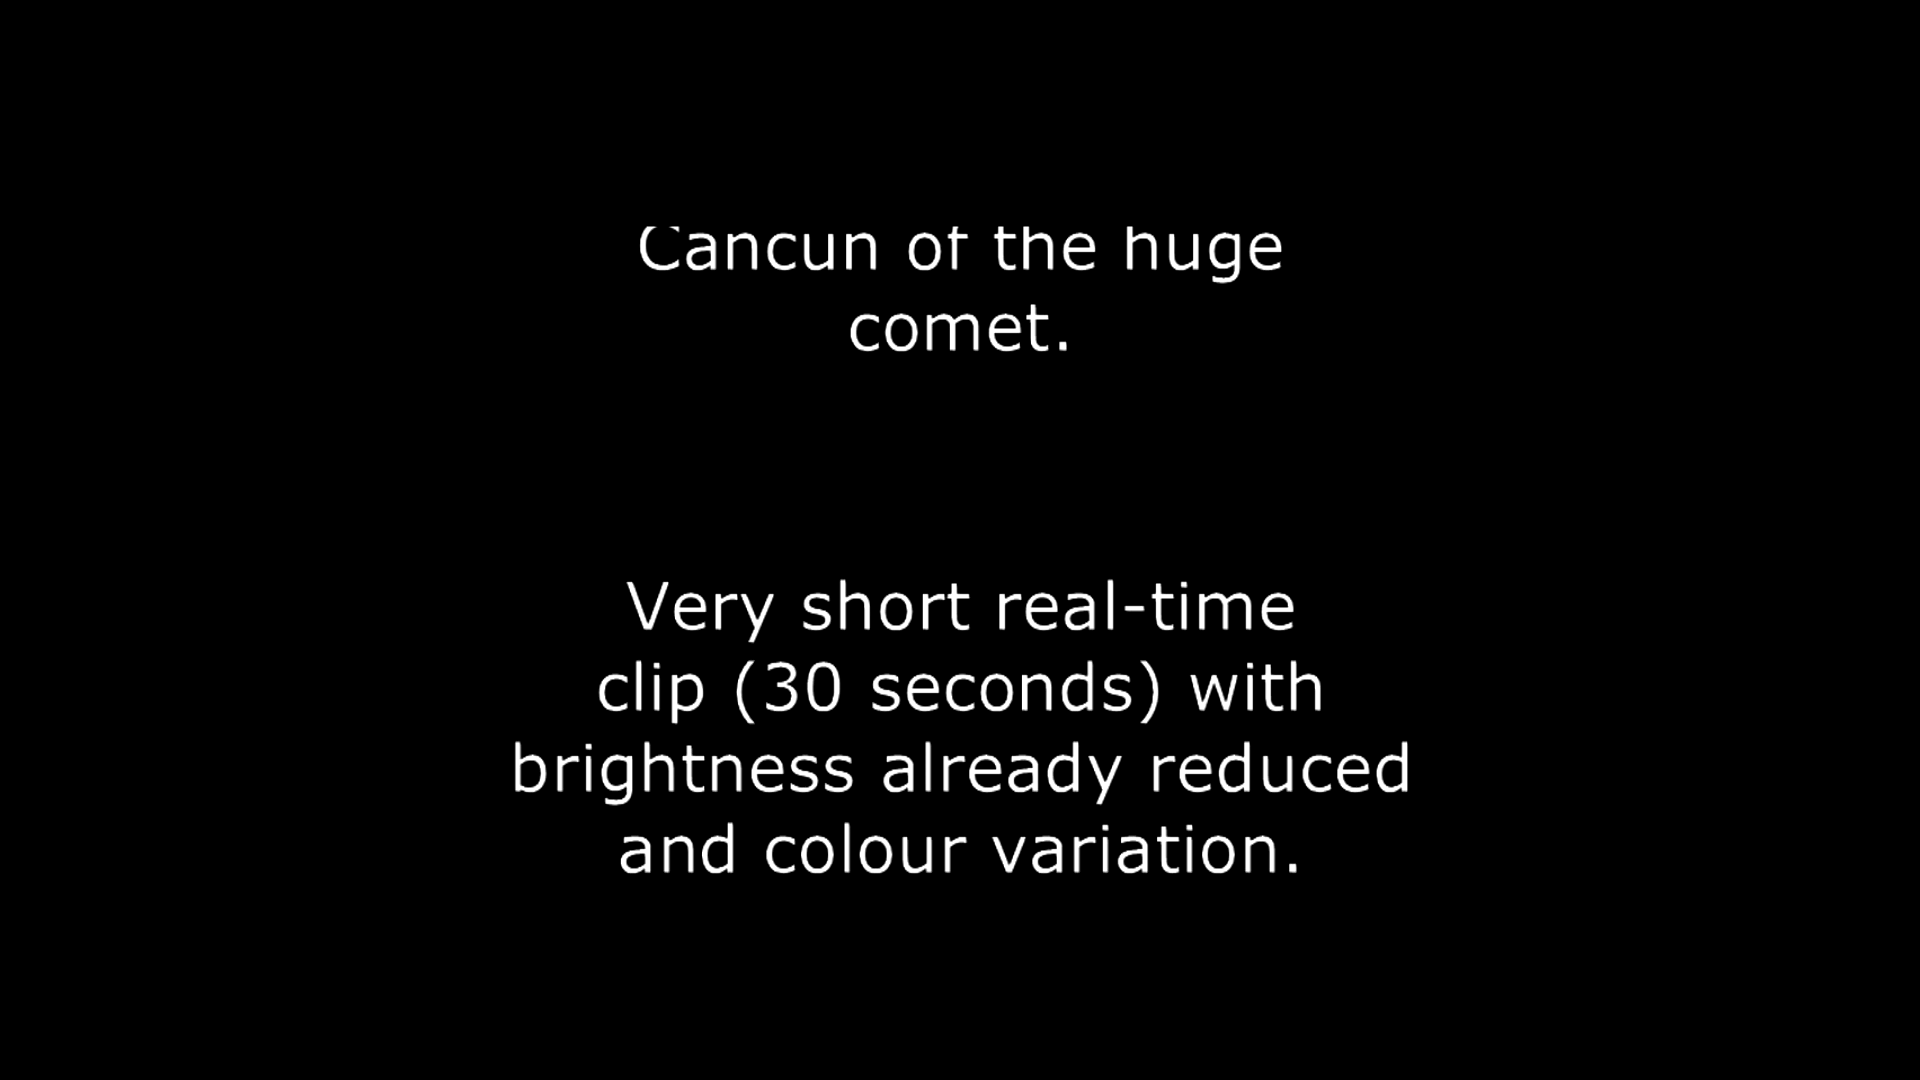 Cancun of the huge
comet.
Very short real-time
clip (30 seconds) with
brightness already reduced
and colour variation.